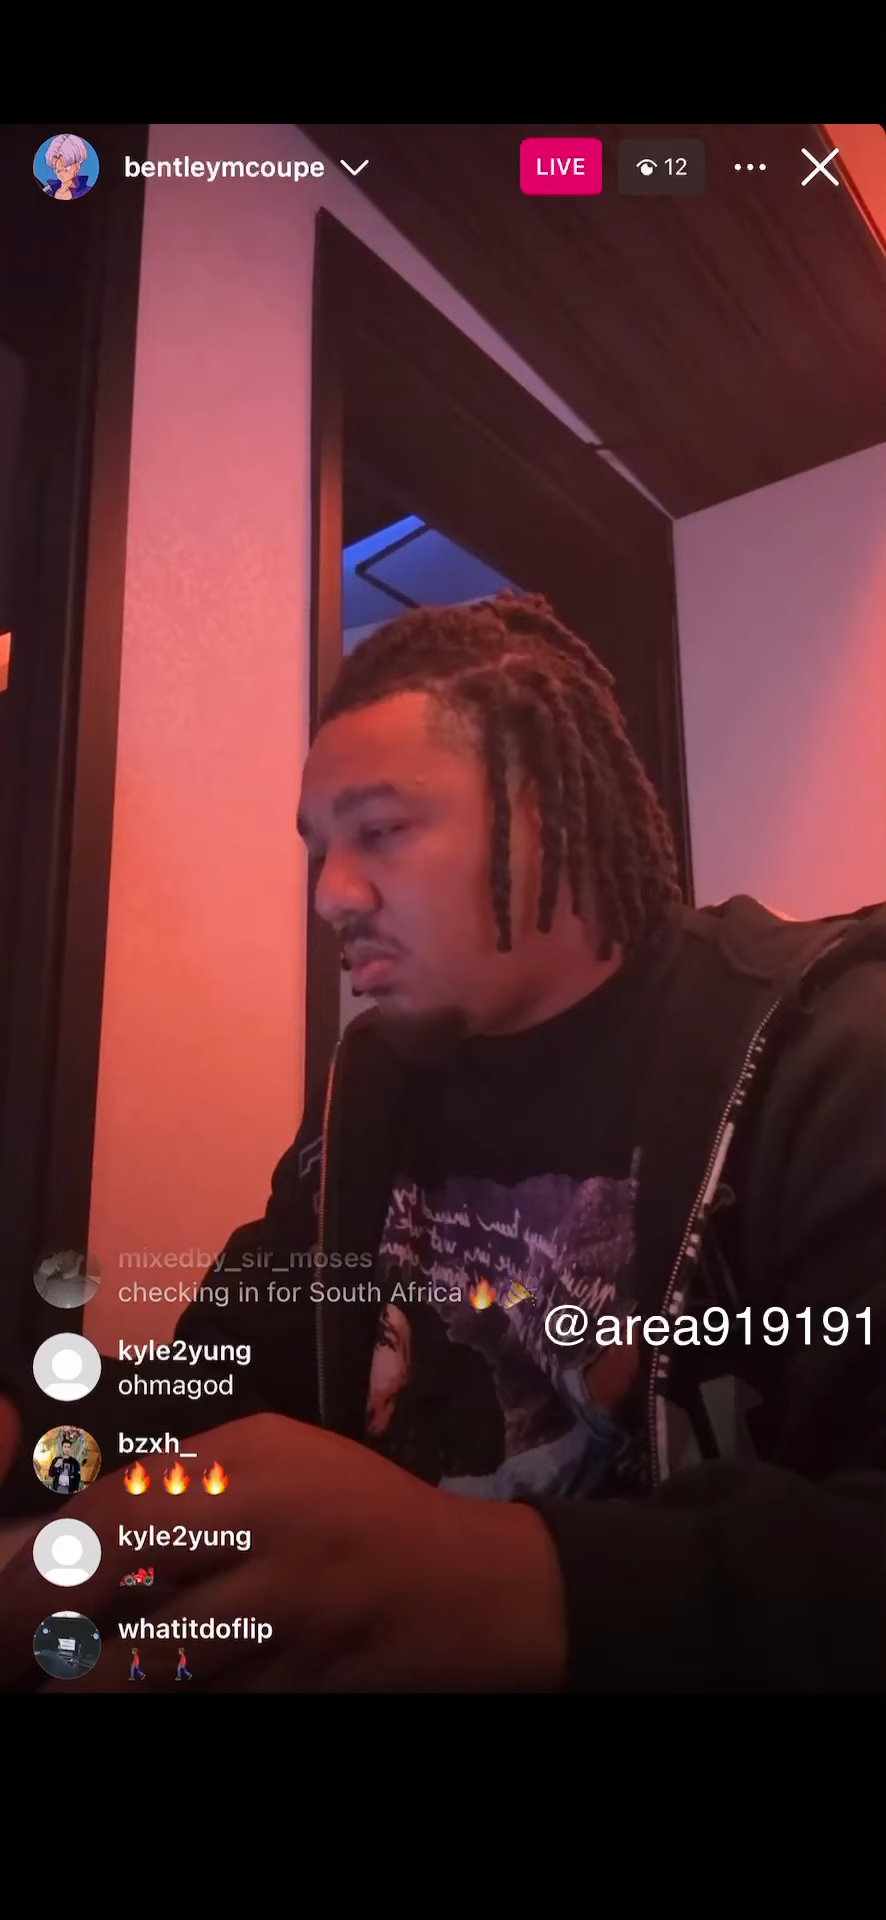 bentleymcoupe
LIVE
12
mixedby_sir_moses
checking in for South Africa🔥🎉
@area919191
kyle2yung
ohmagod
bzxh_
🔥🔥🔥
kyle2yung
🏎️
whatitdoflip